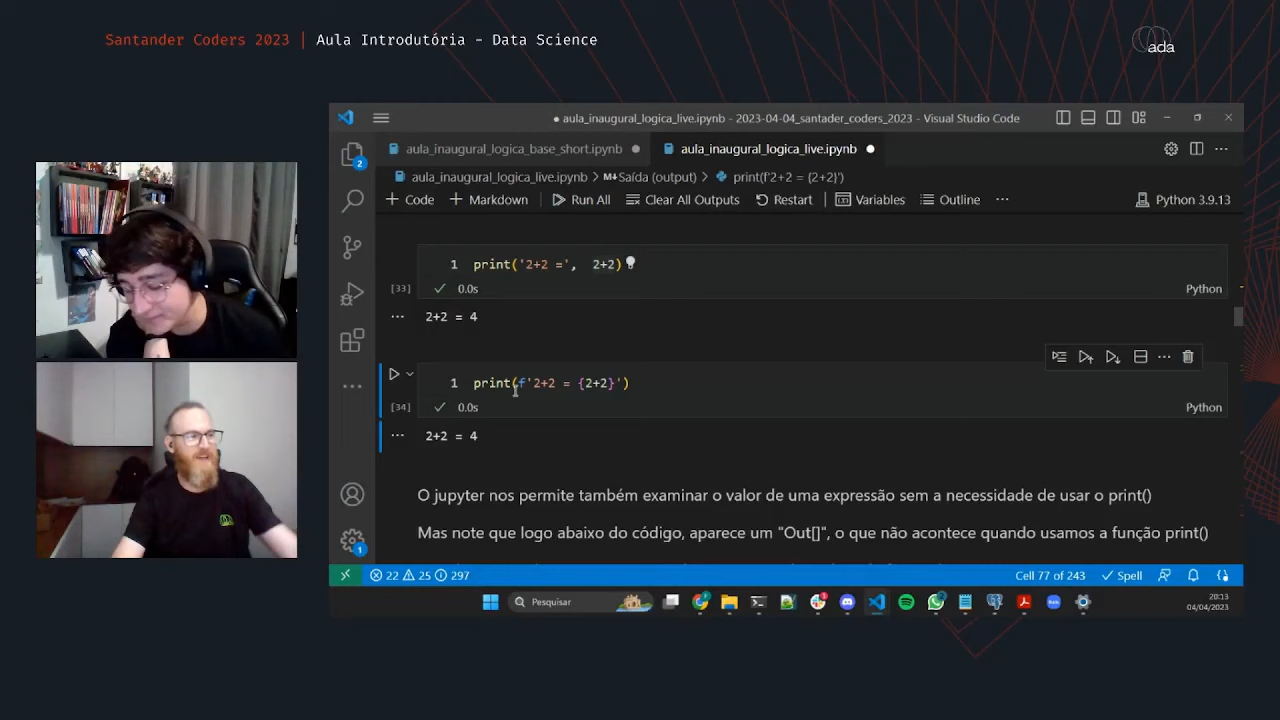 Santander Coders 2023 | Aula Introdutória - Data Science
ada
● aula_inaugural_logica_live.ipynb - 2023-04-04_santader_coders_2023 - Visual Studio Code
aula_inaugural_logica_base_short.ipynb ●
aula_inaugural_logica_live.ipynb ●
aula_inaugural_logica_live.ipynb > M↓Saída (output) > print(f'2+2 = {2+2}')
+ Code + Markdown Run All Clear All Outputs Restart Variables Outline ... Python 3.9.13
2
1 print('2+2 =', 2+2)
[33] ✓ 0.0s Python
... 2+2 = 4
1 print(f'2+2 = {2+2}')
[34] ✓ 0.0s Python
... 2+2 = 4
O jupyter nos permite também examinar o valor de uma expressão sem a necessidade de usar o print()
Mas note que logo abaixo do código, aparece um "Out[]", o que não acontece quando usamos a função print()
1
22 25 297 Cell 77 of 243 ✓ Spell
Pesquisar
20:13
04/04/2023